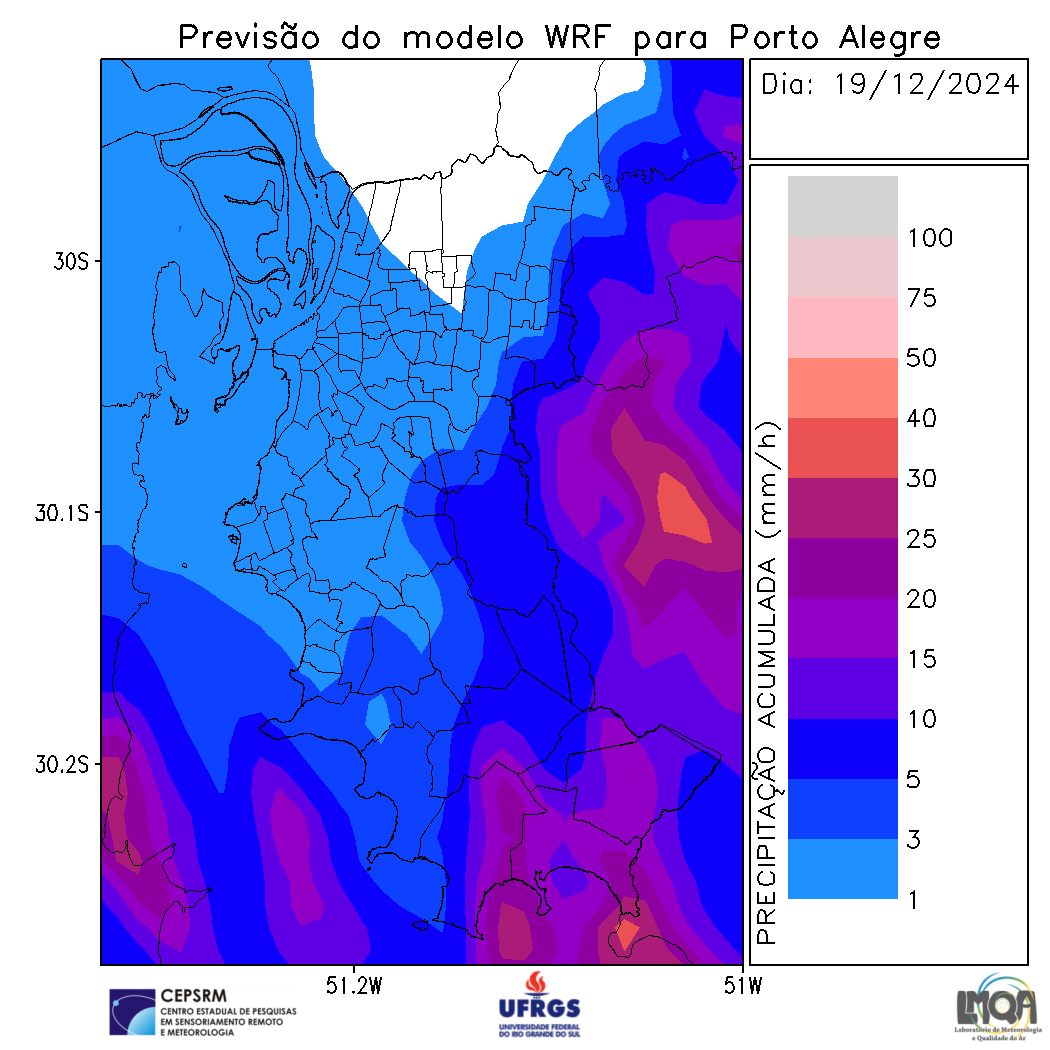 Previsão do modelo WRF para Porto Alegre
Dia: 19/12/2024
30S
30.1S
30.2S
51.2W
51W
PRECIPITAÇÃO ACUMULADA (mm/h)
100
75
50
40
30
25
20
15
10
5
3
1
CEPSRM
CENTRO ESTADUAL DE PESQUISAS
EM SENSORIAMENTO REMOTO
E METEOROLOGIA
UFRGS
UNIVERSIDADE FEDERAL
DO RIO GRANDE DO SUL
LMQA
Laboratório de Meteorologia
e Qualidade do Ar